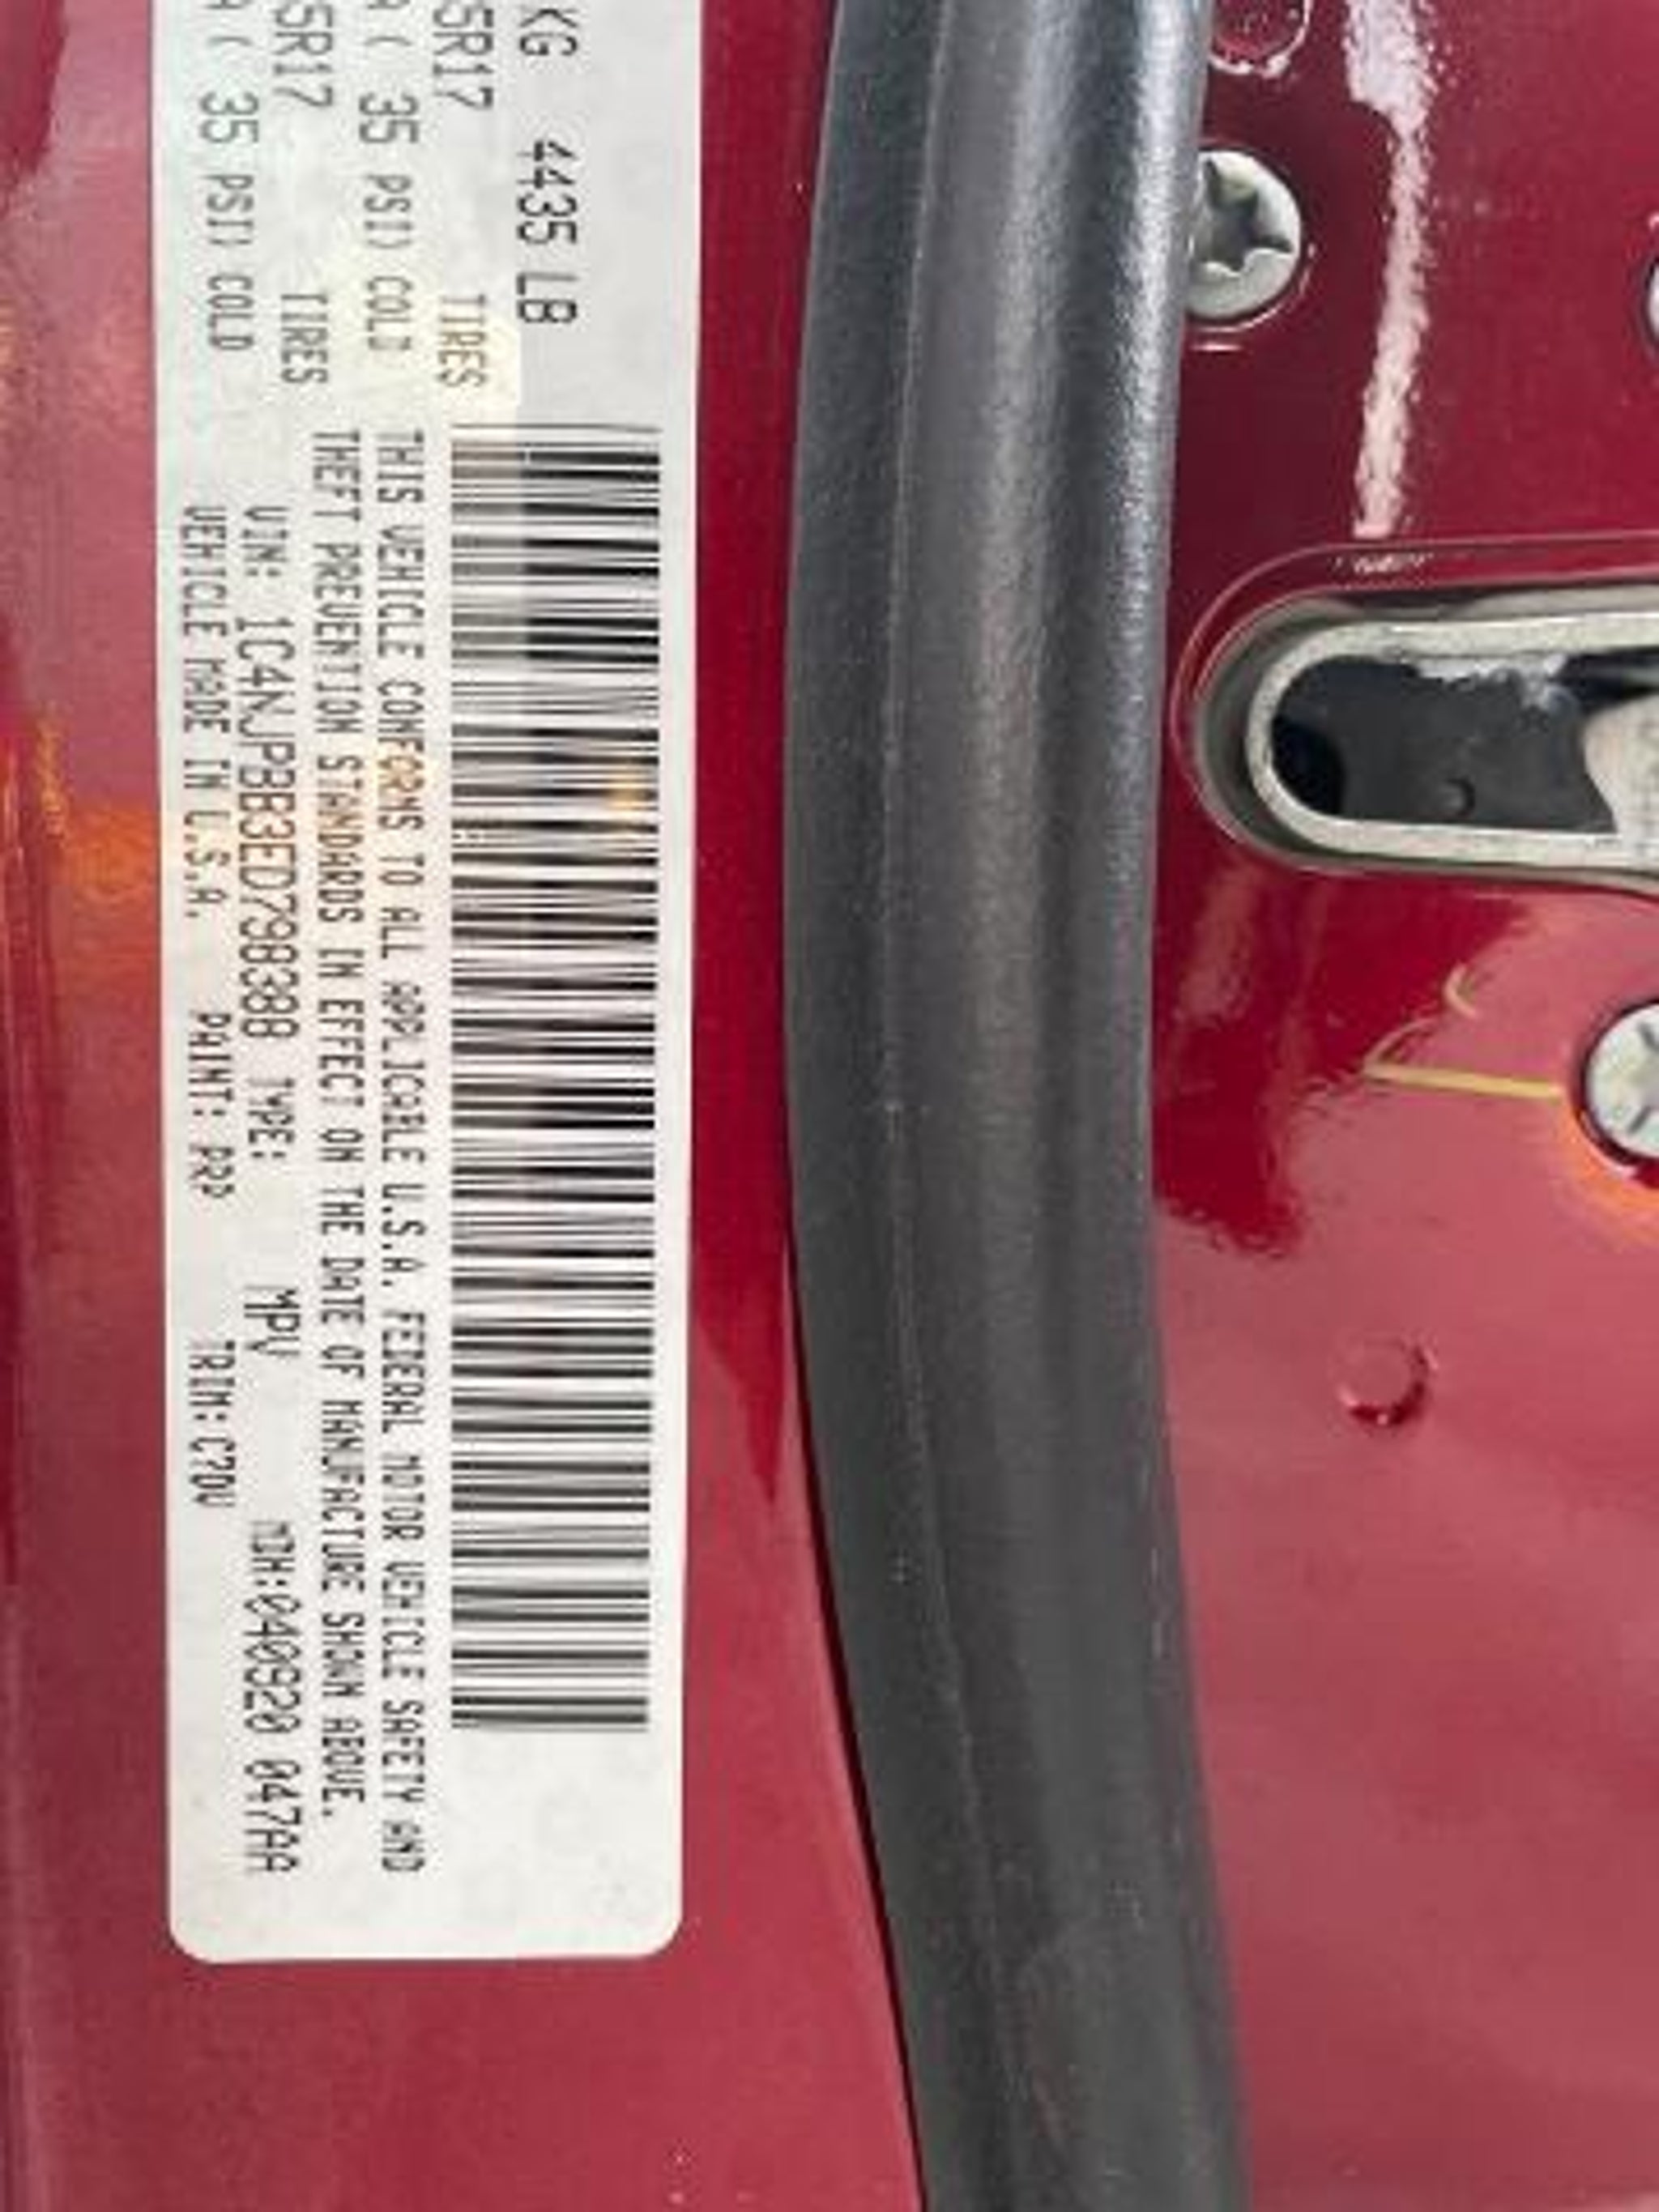 KG 4435 LB
5R17 TIRES
( 35 PSI) COLD
5R17 TIRES
( 35 PSI) COLD
THIS VEHICLE CONFORMS TO ALL APPLICABLE U.S.A. FEDERAL MOTOR VEHICLE SAFETY AND
THEFT PREVENTION STANDARDS IN EFFECT ON THE DATE OF MANUFACTURE SHOWN ABOVE.
VIN: 1C4NJPBB3ED798388 TYPE: MPV MDH:040920 047AA
VEHICLE MADE IN U.S.A. PAINT: PRP TRIM:C7DV